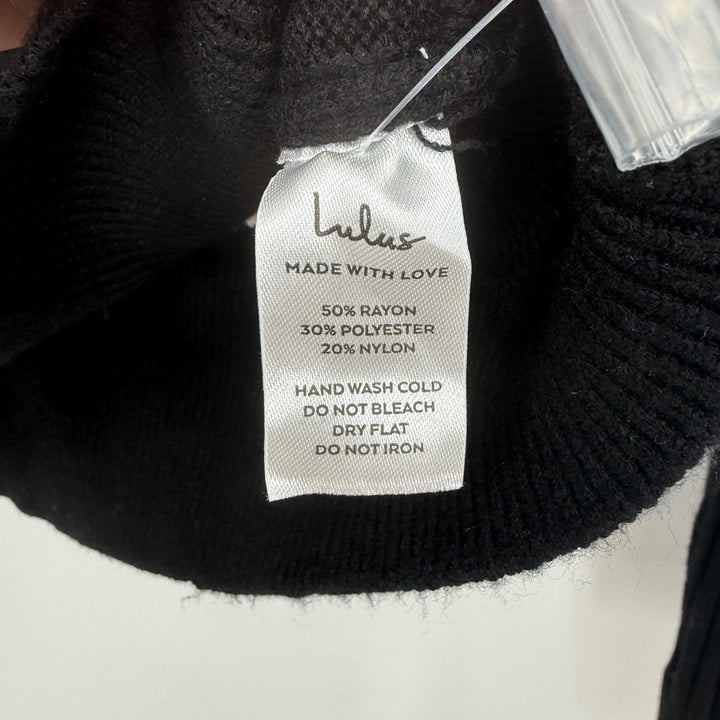 Lulus
MADE WITH LOVE
50% RAYON
30% POLYESTER
20% NYLON
HAND WASH COLD
DO NOT BLEACH
DRY FLAT
DO NOT IRON